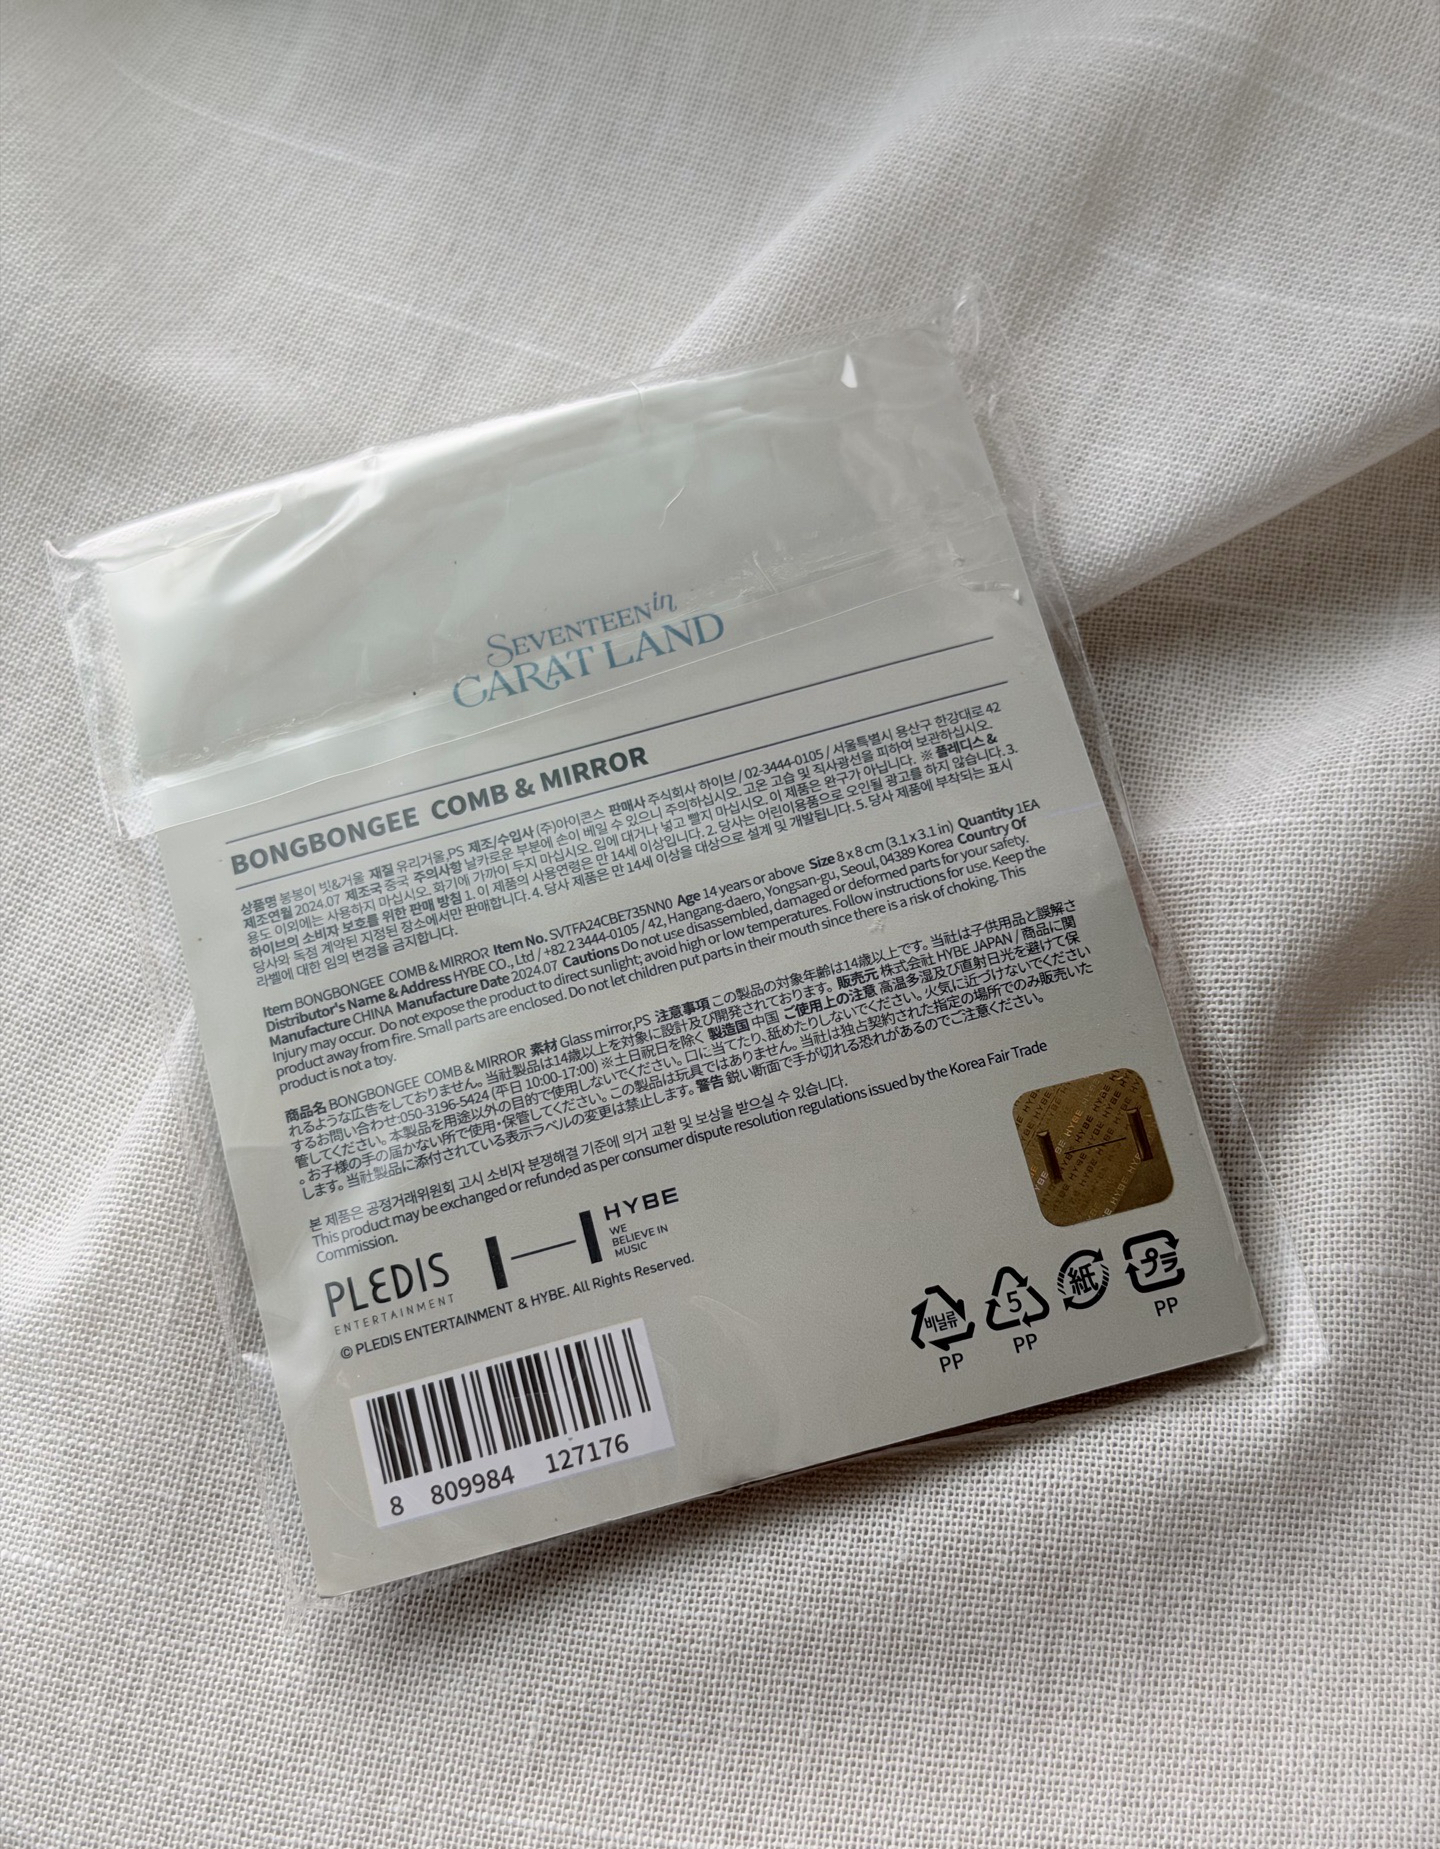 SEVENTEEN in
CARAT LAND
BONGBONGEE COMB & MIRROR
상품명 봉봉이 빗&거울 재질 유리거울,PS 제조/수입사 (주)아이콘스 판매사 주식회사 하이브 / 02-3444-0105 / 서울특별시 용산구 한강대로 42
제조연월 2024.07 제조국 중국 주의사항 날카로운 부분에 손이 베일 수 있으니 주의하십시오. 고온 고습 및 직사광선을 피하여 보관하십시오.
용도 이외에는 사용하지 마십시오. 화기에 가까이 두지 마십시오. 입에 대거나 넣고 빨지 마십시오. 이 제품은 완구가 아닙니다. ※ 플레디스 &
하이브의 소비자 보호를 위한 판매 방침 1. 이 제품의 사용연령은 만 14세 이상입니다. 2. 당사는 어린이용품으로 오인될 광고를 하지 않습니다. 3.
당사와 독점 계약된 지정된 장소에서만 판매합니다. 4. 당사 제품은 만 14세 이상을 대상으로 설계 및 개발됩니다. 5. 당사 제품에 부착되는 표시
라벨에 대한 임의 변경을 금지합니다.
Item BONGBONGEE COMB & MIRROR Item No. SVTFA24CBE735NN0 Age 14 years or above Size 8 x 8 cm (3.1 x 3.1 in) Quantity 1EA
Distributor's Name & Address HYBE CO., Ltd / +82 2 3444-0105 / 42, Hangang-daero, Yongsan-gu, Seoul, 04389 Korea Country Of
Manufacture CHINA Manufacture Date 2024.07 Cautions Do not use disassembled, damaged or deformed parts for your safety.
Injury may occur. Do not expose the product to direct sunlight; avoid high or low temperatures. Follow instructions for use. Keep the
product away from fire. Small parts are enclosed. Do not let children put parts in their mouth since there is a risk of choking. This
product is not a toy.
商品名 BONGBONGEE COMB & MIRROR 素材 Glass mirror,PS 注意事項 この製品の対象年齢は14歳以上です。当社は子供用品と誤解さ
れるような広告をしておりません。当社製品は14歳以上を対象に設計及び開発されております。販売元 株式会社 HYBE JAPAN / 商品に関
するお問い合わせ:050-3196-5424 (平日 10:00-17:00) ※土日祝日を除く 製造国 中国 ご使用上の注意 高温多湿及び直射日光を避けて保
管してください。本製品を用途以外の目的で使用しないでください。口に当てたり、舐めたりしないでください。火気に近づけないでください
。お子様の手の届かない所で使用・保管してください。この製品は玩具ではありません。当社は独占契約された指定の場所でのみ販売いた
します。当社製品に添付されている表示ラベルの変更は禁止します。警告 鋭い断面で手が切れる恐れがあるのでご注意ください。
본 제품은 공정거래위원회 고시 소비자 분쟁해결 기준에 의거 교환 및 보상을 받으실 수 있습니다.
This product may be exchanged or refunded as per consumer dispute resolution regulations issued by the Korea Fair Trade
Commission.
PLEDIS
ENTERTAINMENT
HYBE
WE
BELIEVE IN
MUSIC
© PLEDIS ENTERTAINMENT & HYBE. All Rights Reserved.
비닐류
PP
5
PP
紙
プラ
PP
8 809984 127176